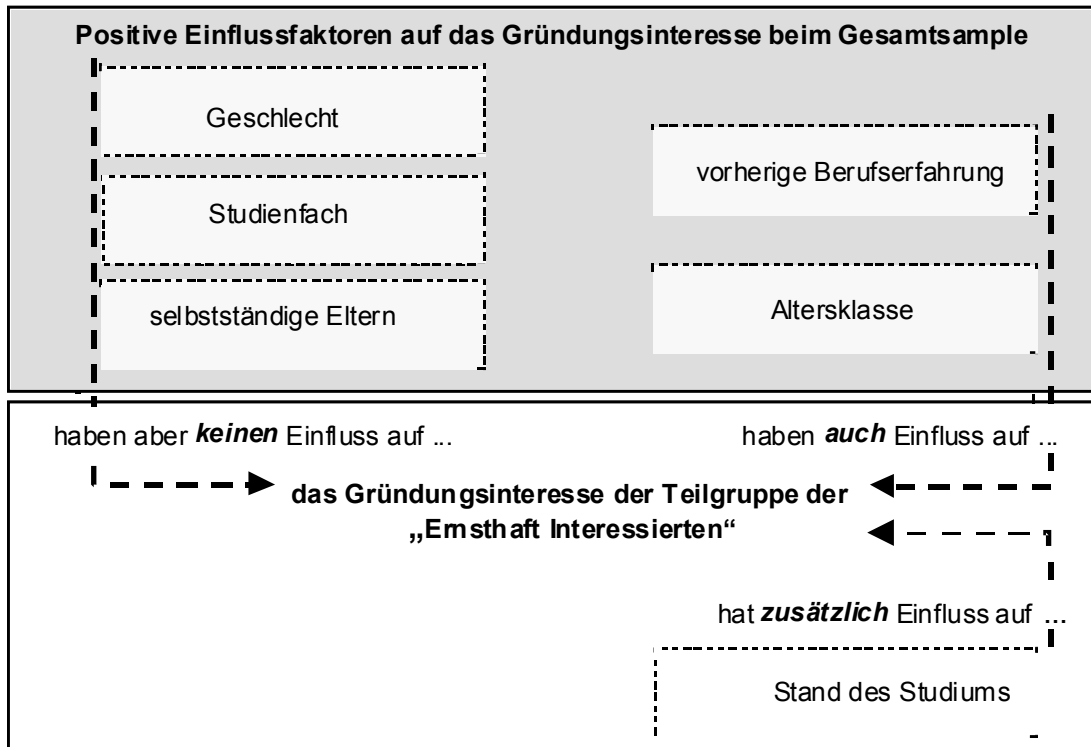 Positive Einflussfaktoren auf das Gründungsinteresse beim Gesamtsample
Geschlecht
Studienfach
selbstständige Eltern
vorherige Berufserfahrung
Altersklasse
haben aber keinen Einfluss auf ...
haben auch Einfluss auf ...
das Gründungsinteresse der Teilgruppe der
„Ernsthaft Interessierten“
hat zusätzlich Einfluss auf ...
Stand des Studiums